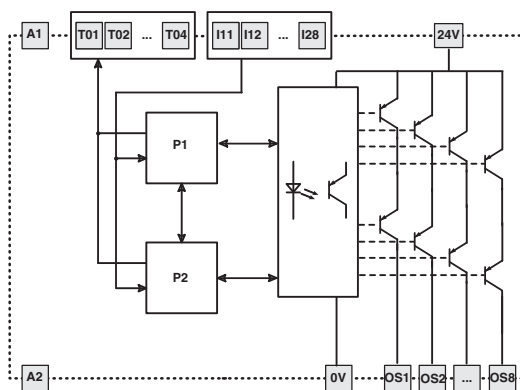 A1 T01 T02 ... T04 I11 I12 ... I28 24V
P1
P2
A2 0V OS1 OS2 ... OS8